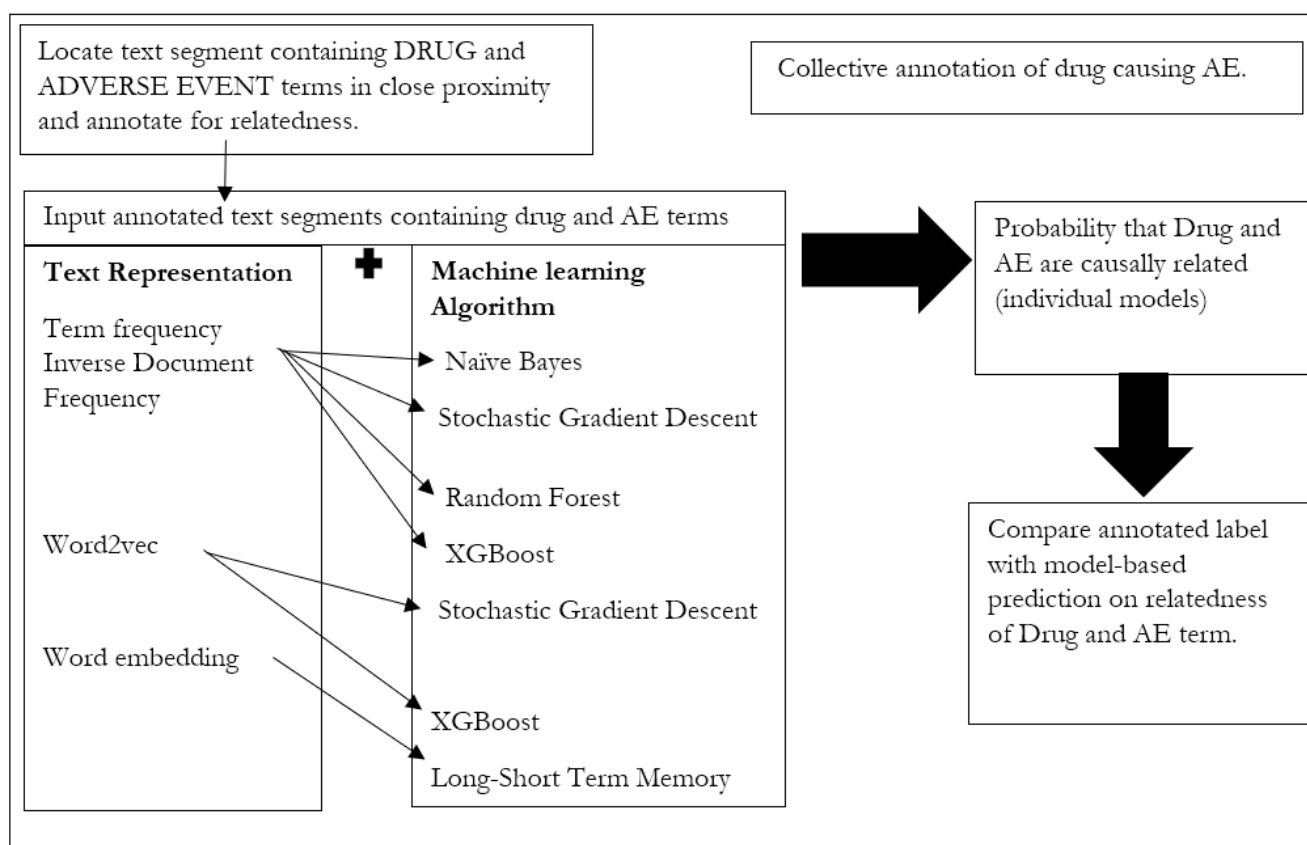 Locate text segment containing DRUG and
ADVERSE EVENT terms in close proximity
and annotate for relatedness.
Collective annotation of drug causing AE.
Input annotated text segments containing drug and AE terms
Text Representation
Term frequency
Inverse Document
Frequency
Word2vec
Word embedding
Machine learning
Algorithm
Naïve Bayes
Stochastic Gradient Descent
Random Forest
XGBoost
Stochastic Gradient Descent
XGBoost
Long-Short Term Memory
Probability that Drug and
AE are causally related
(individual models)
Compare annotated label
with model-based
prediction on relatedness
of Drug and AE term.